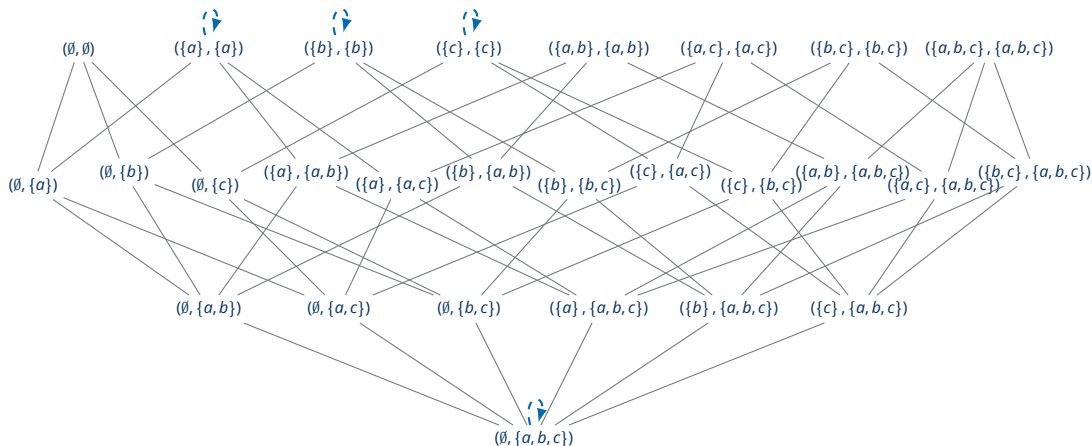 (∅, ∅)
({a}, {a})
({b}, {b})
({c}, {c})
({a, b}, {a, b})
({a, c}, {a, c})
({b, c}, {b, c})
({a, b, c}, {a, b, c})
(∅, {a})
(∅, {b})
(∅, {c})
({a}, {a, b})
({a}, {a, c})
({b}, {a, b})
({b}, {b, c})
({c}, {a, c})
({c}, {b, c})
({a, b}, {a, b, c})
({a, c}, {a, b, c})
({b, c}, {a, b, c})
(∅, {a, b})
(∅, {a, c})
(∅, {b, c})
({a}, {a, b, c})
({b}, {a, b, c})
({c}, {a, b, c})
(∅, {a, b, c})